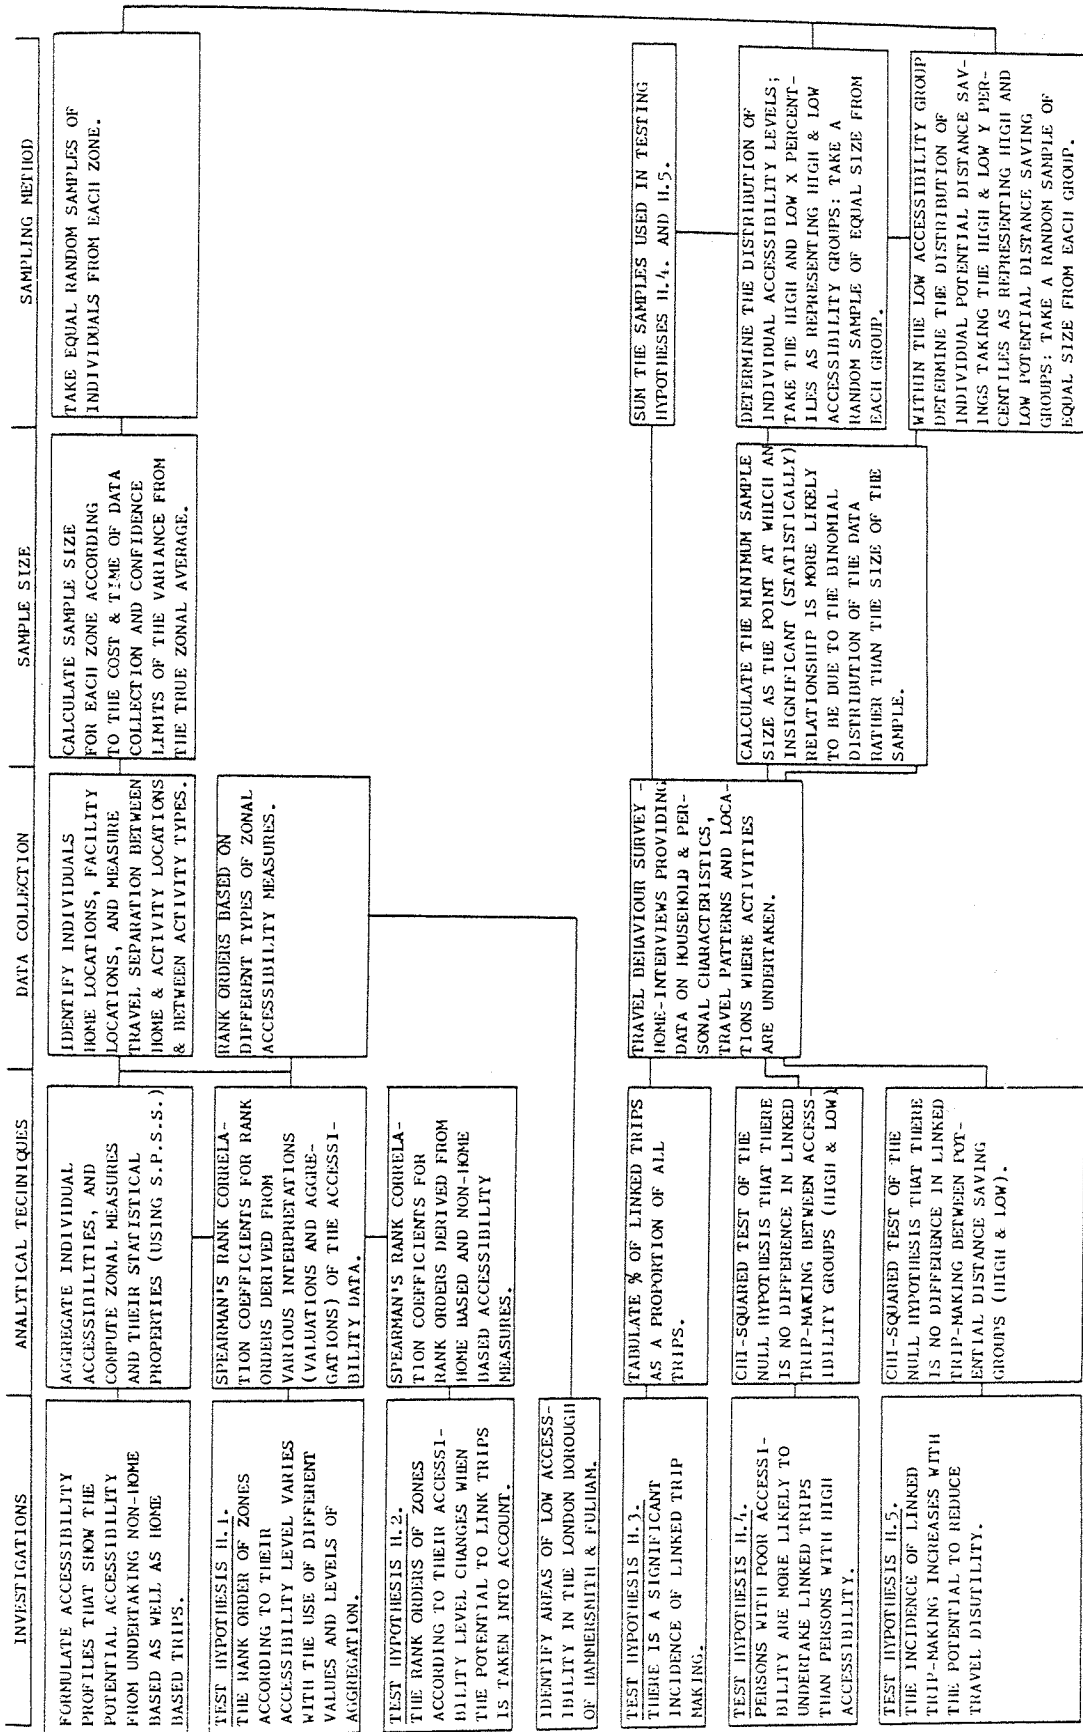 INVESTIGATIONS
ANALYTICAL TECHNIQUES
DATA COLLECTION
SAMPLE SIZE
SAMPLING METHOD
FORMULATE ACCESSIBILITY
PROFILES THAT SHOW THE
POTENTIAL ACCESSIBILITY
FROM UNDERTAKING NON-HOME
BASED AS WELL AS HOME
BASED TRIPS.
AGGREGATE INDIVIDUAL
ACCESSIBILITIES, AND
COMPUTE ZONAL MEASURES
AND THEIR STATISTICAL
PROPERTIES (USING S.P.S.S.)
IDENTIFY INDIVIDUALS
HOME LOCATIONS, FACILITY
LOCATIONS, AND MEASURE
TRAVEL SEPARATION BETWEEN
HOME & ACTIVITY LOCATIONS
& BETWEEN ACTIVITY TYPES.
CALCULATE SAMPLE SIZE
FOR EACH ZONE ACCORDING
TO THE COST & TIME OF DATA
COLLECTION AND CONFIDENCE
LIMITS OF THE VARIANCE FROM
THE TRUE ZONAL AVERAGE.
TAKE EQUAL RANDOM SAMPLES OF
INDIVIDUALS FROM EACH ZONE.
TEST HYPOTHESIS H.1.
THE RANK ORDER OF ZONES
ACCORDING TO THEIR
ACCESSIBILITY LEVEL VARIES
WITH THE USE OF DIFFERENT
VALUES AND LEVELS OF
AGGREGATION.
SPEARMAN'S RANK CORRELA-
TION COEFFICIENTS FOR RANK
ORDERS DERIVED FROM
VARIOUS INTERPRETATIONS
(VALUATIONS AND AGGRE-
GATIONS) OF THE ACCESSI-
BILITY DATA.
RANK ORDERS BASED ON
DIFFERENT TYPES OF ZONAL
ACCESSIBILITY MEASURES.
TEST HYPOTHESIS H.2.
THE RANK ORDERS OF ZONES
ACCORDING TO THEIR ACCESSI-
BILITY LEVEL CHANGES WHEN
THE POTENTIAL TO LINK TRIPS
IS TAKEN INTO ACCOUNT.
SPEARMAN'S RANK CORRELA-
TION COEFFICIENTS FOR
RANK ORDERS DERIVED FROM
HOME BASED AND NON-HOME
BASED ACCESSIBILITY
MEASURES.
IDENTIFY AREAS OF LOW ACCESS-
IBILITY IN THE LONDON BOROUGH
OF HAMMERSMITH & FULHAM.
TEST HYPOTHESIS H.3.
THERE IS A SIGNIFICANT
INCIDENCE OF LINKED TRIP
MAKING.
TABULATE % OF LINKED TRIPS
AS A PROPORTION OF ALL
TRIPS.
TRAVEL BEHAVIOUR SURVEY -
HOME-INTERVIEWS PROVIDING
DATA ON HOUSEHOLD & PER-
SONAL CHARACTERISTICS,
TRAVEL PATTERNS AND LOCA-
TIONS WHERE ACTIVITIES
ARE UNDERTAKEN.
SUM THE SAMPLES USED IN TESTING
HYPOTHESES H.4. AND H.5.
TEST HYPOTHESIS H.4.
PERSONS WITH POOR ACCESSI-
BILITY ARE MORE LIKELY TO
UNDERTAKE LINKED TRIPS
THAN PERSONS WITH HIGH
ACCESSIBILITY.
CHI-SQUARED TEST OF THE
NULL HYPOTHESIS THAT THERE
IS NO DIFFERENCE IN LINKED
TRIP-MAKING BETWEEN ACCESS-
IBILITY GROUPS (HIGH & LOW)
CALCULATE THE MINIMUM SAMPLE
SIZE AS THE POINT AT WHICH AN
INSIGNIFICANT (STATISTICALLY)
RELATIONSHIP IS MORE LIKELY
TO BE DUE TO THE BINOMIAL
DISTRIBUTION OF THE DATA
RATHER THAN THE SIZE OF THE
SAMPLE.
DETERMINE THE DISTRIBUTION OF
INDIVIDUAL ACCESSIBILITY LEVELS;
TAKE THE HIGH AND LOW X PERCENT-
ILES AS REPRESENTING HIGH & LOW
ACCESSIBILITY GROUPS: TAKE A
RANDOM SAMPLE OF EQUAL SIZE FROM
EACH GROUP.
TEST HYPOTHESIS H.5.
THE INCIDENCE OF LINKED
TRIP-MAKING INCREASES WITH
THE POTENTIAL TO REDUCE
TRAVEL DISUTILITY.
CHI-SQUARED TEST OF THE
NULL HYPOTHESIS THAT THERE
IS NO DIFFERENCE IN LINKED
TRIP-MAKING BETWEEN POT-
ENTIAL DISTANCE SAVING
GROUPS (HIGH & LOW).
WITHIN THE LOW ACCESSIBILITY GROUP
DETERMINE THE DISTRIBUTION OF
INDIVIDUAL POTENTIAL DISTANCE SAV-
INGS TAKING THE HIGH & LOW Y PER-
CENTILES AS REPRESENTING HIGH AND
LOW POTENTIAL DISTANCE SAVING
GROUPS: TAKE A RANDOM SAMPLE OF
EQUAL SIZE FROM EACH GROUP.